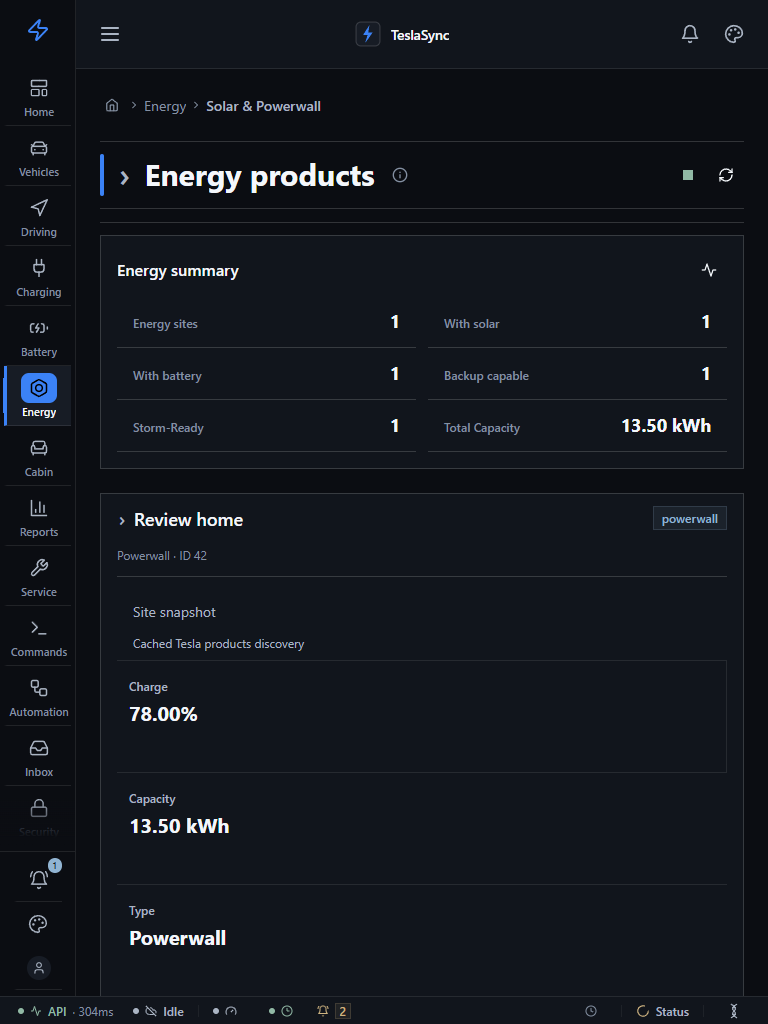 TeslaSync
Home
Vehicles
Driving
Charging
Battery
Energy
Cabin
Reports
Service
Commands
Automation
Inbox
Security
1
Energy
Solar & Powerwall
Energy products
Energy summary
Energy sites 1
With solar 1
With battery 1
Backup capable 1
Storm-Ready 1
Total Capacity 13.50 kWh
Review home
powerwall
Powerwall · ID 42
Site snapshot
Cached Tesla products discovery
Charge
78.00%
Capacity
13.50 kWh
Type
Powerwall
API · 304ms Idle 2 Status